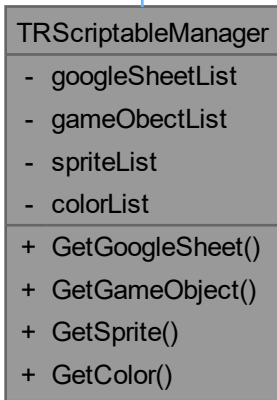 TRScriptableManager
- googleSheetList
- gameObectList
- spriteList
- colorList
+ GetGoogleSheet()
+ GetGameObject()
+ GetSprite()
+ GetColor()